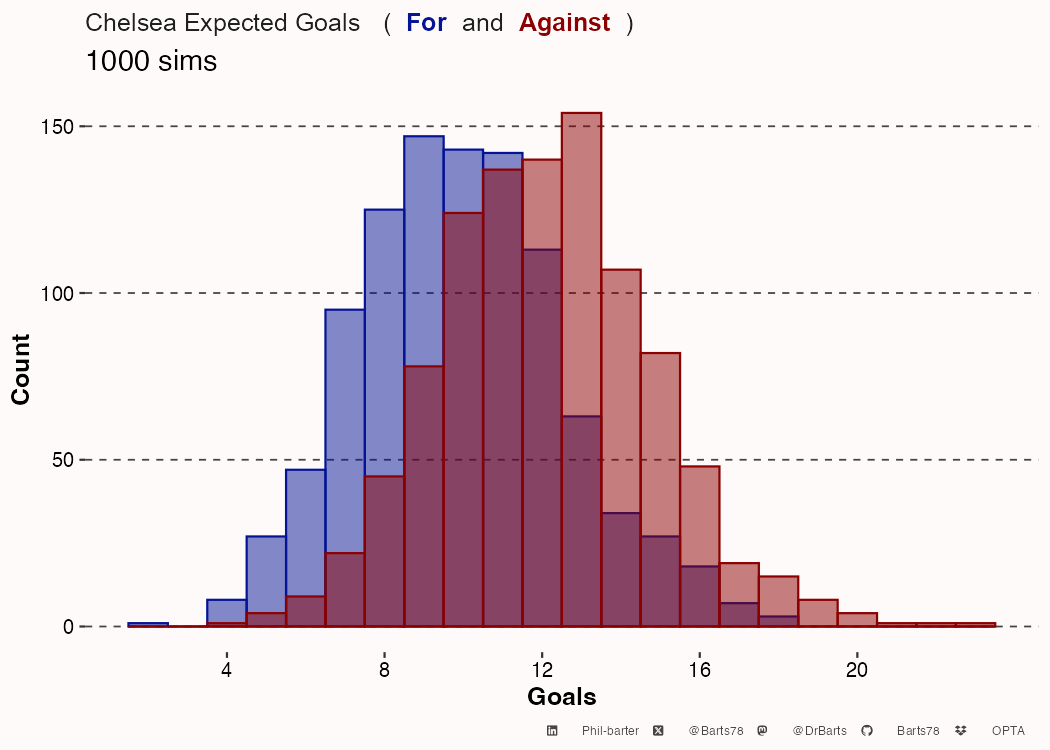 Chelsea Expected Goals ( For and Against )
1000 sims
150
100
50
0
Count
4 8 12 16 20
Goals
Phil-barter @Barts78 @DrBarts Barts78 OPTA